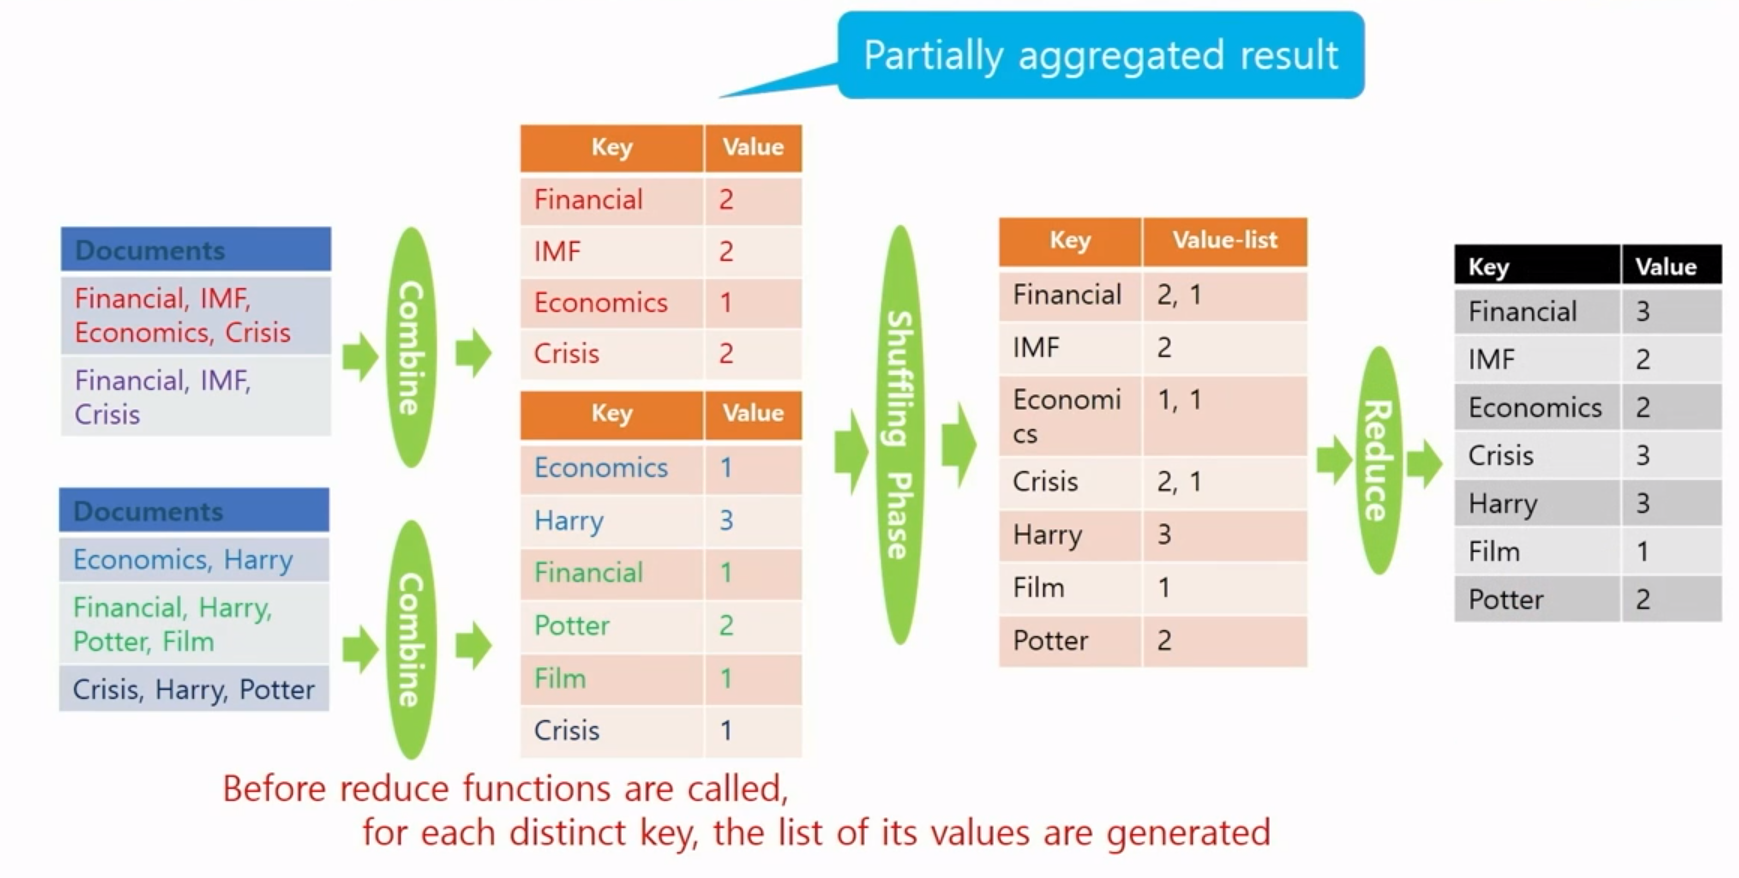 Partially aggregated result
Documents
Financial, IMF,
Economics, Crisis
Financial, IMF,
Crisis
Documents
Economics, Harry
Financial, Harry,
Potter, Film
Crisis, Harry, Potter
Combine
Combine
Key Value
Financial 2
IMF 2
Economics 1
Crisis 2
Key Value
Economics 1
Harry 3
Financial 1
Potter 2
Film 1
Crisis 1
Shuffling Phase
Key Value-list
Financial 2, 1
IMF 2
Economi 1, 1
cs
Crisis 2, 1
Harry 3
Film 1
Potter 2
Reduce
Key Value
Financial 3
IMF 2
Economics 2
Crisis 3
Harry 3
Film 1
Potter 2
Before reduce functions are called,
for each distinct key, the list of its values are generated